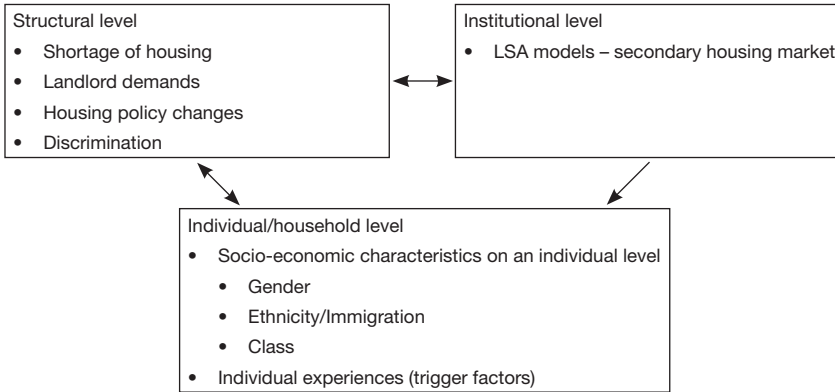 Structural level
• Shortage of housing
• Landlord demands
• Housing policy changes
• Discrimination
Institutional level
• LSA models – secondary housing market
Individual/household level
• Socio-economic characteristics on an individual level
• Gender
• Ethnicity/Immigration
• Class
• Individual experiences (trigger factors)